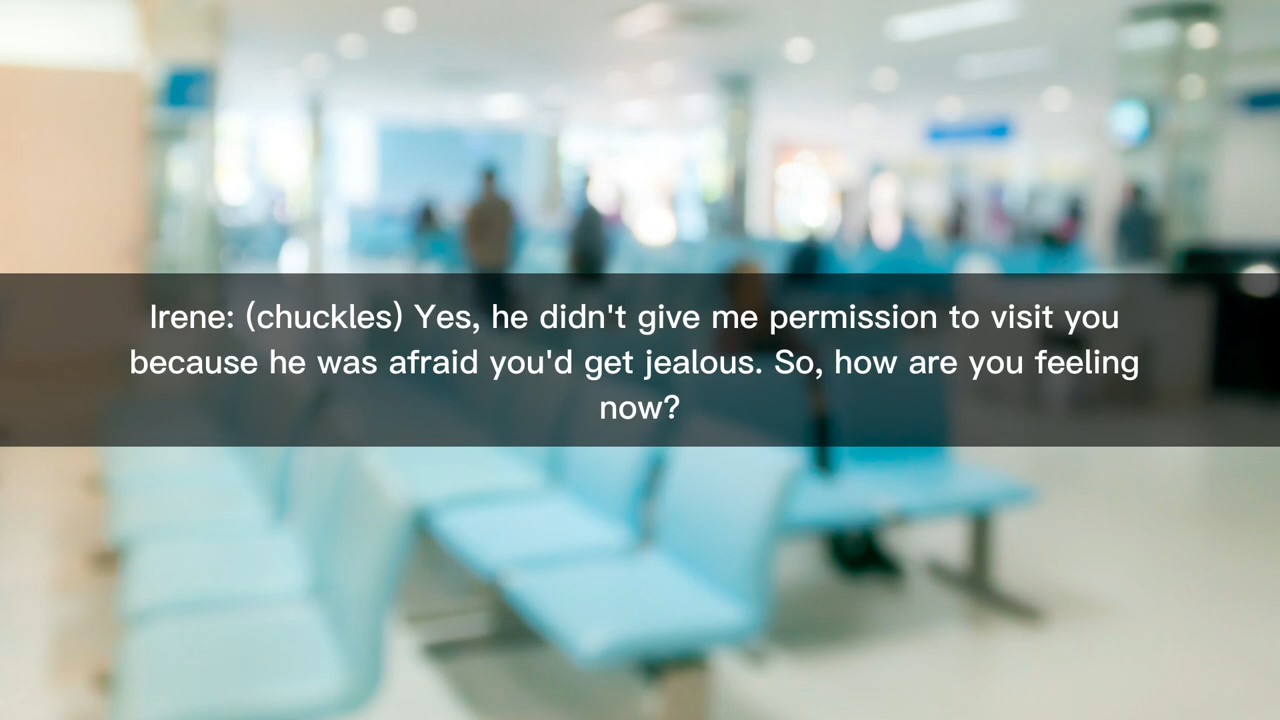 Irene: (chuckles) Yes, he didn't give me permission to visit you
because he was afraid you'd get jealous. So, how are you feeling
now?